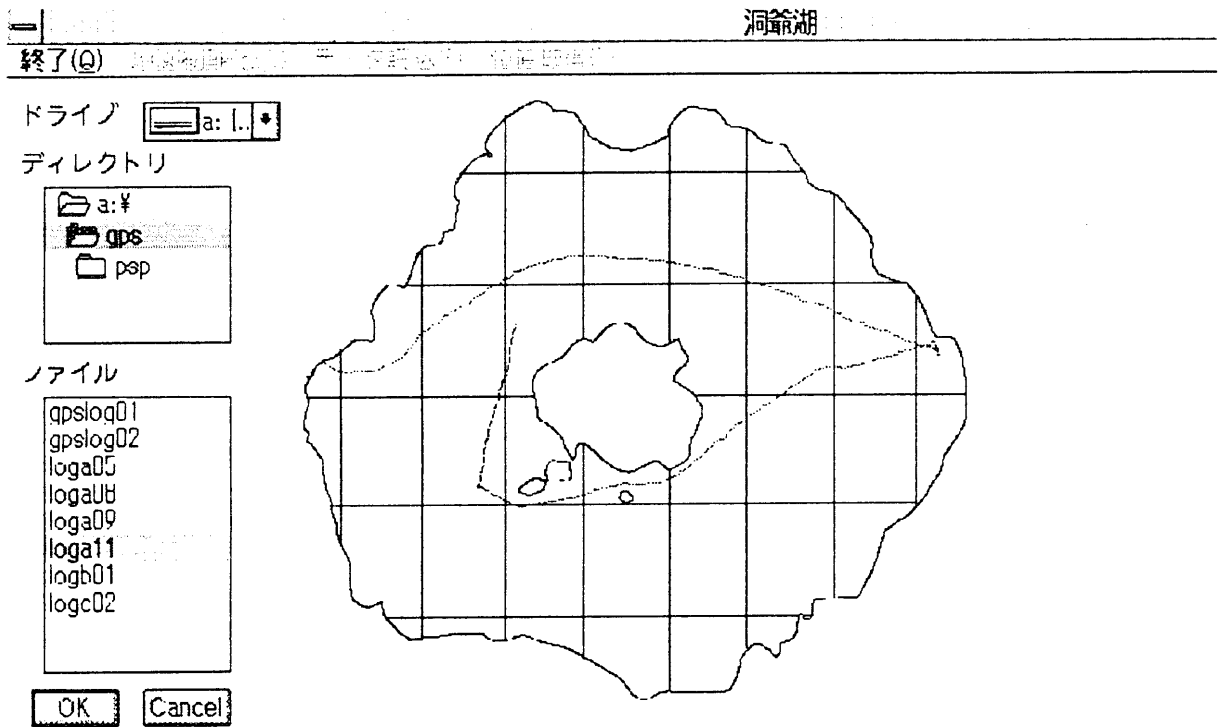 洞爺湖
終了(Q)
ドライブ
a: [..
ディレクトリ
a:¥
gps
psp
ファイル
gpslog01
gpslog02
loga05
loga08
loga09
loga11
logb01
logc02
OK
Cancel